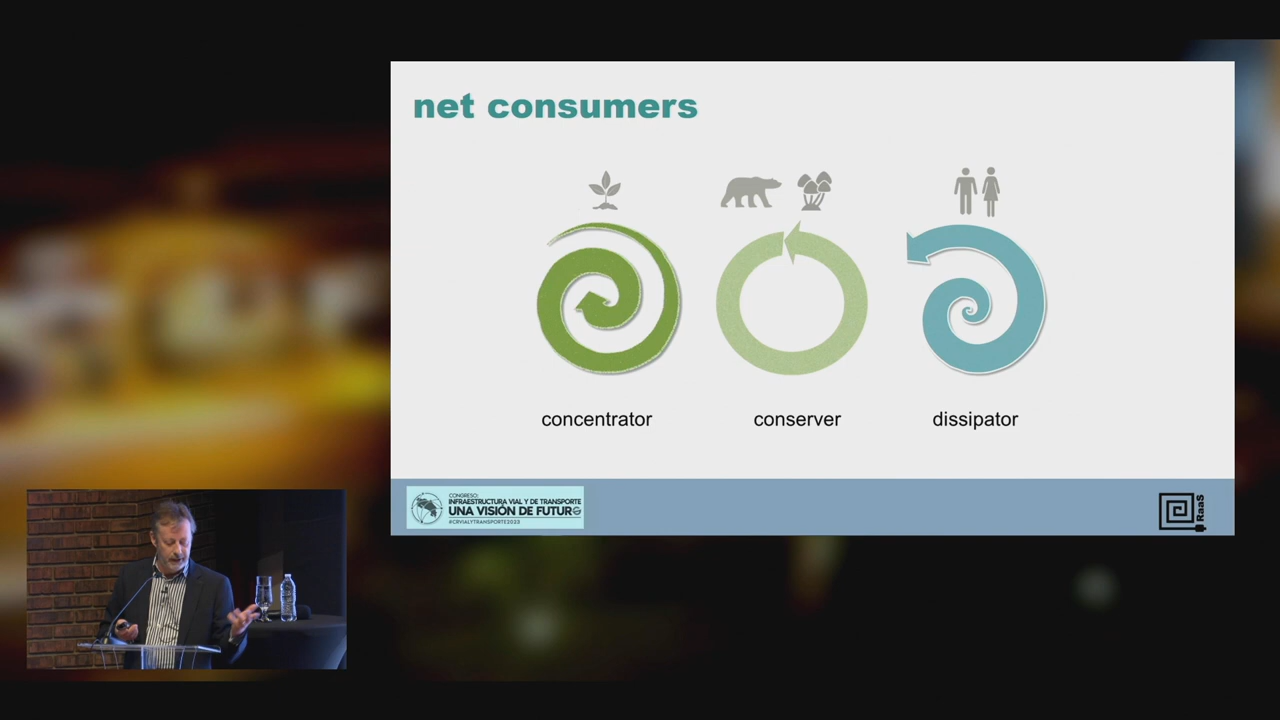 net consumers
concentrator
conserver
dissipator
CONGRESO:
INFRAESTRUCTURA VIAL Y DE TRANSPORTE
UNA VISIÓN DE FUTURO
#CRVIALYTRANSPORTE2023
RaaS